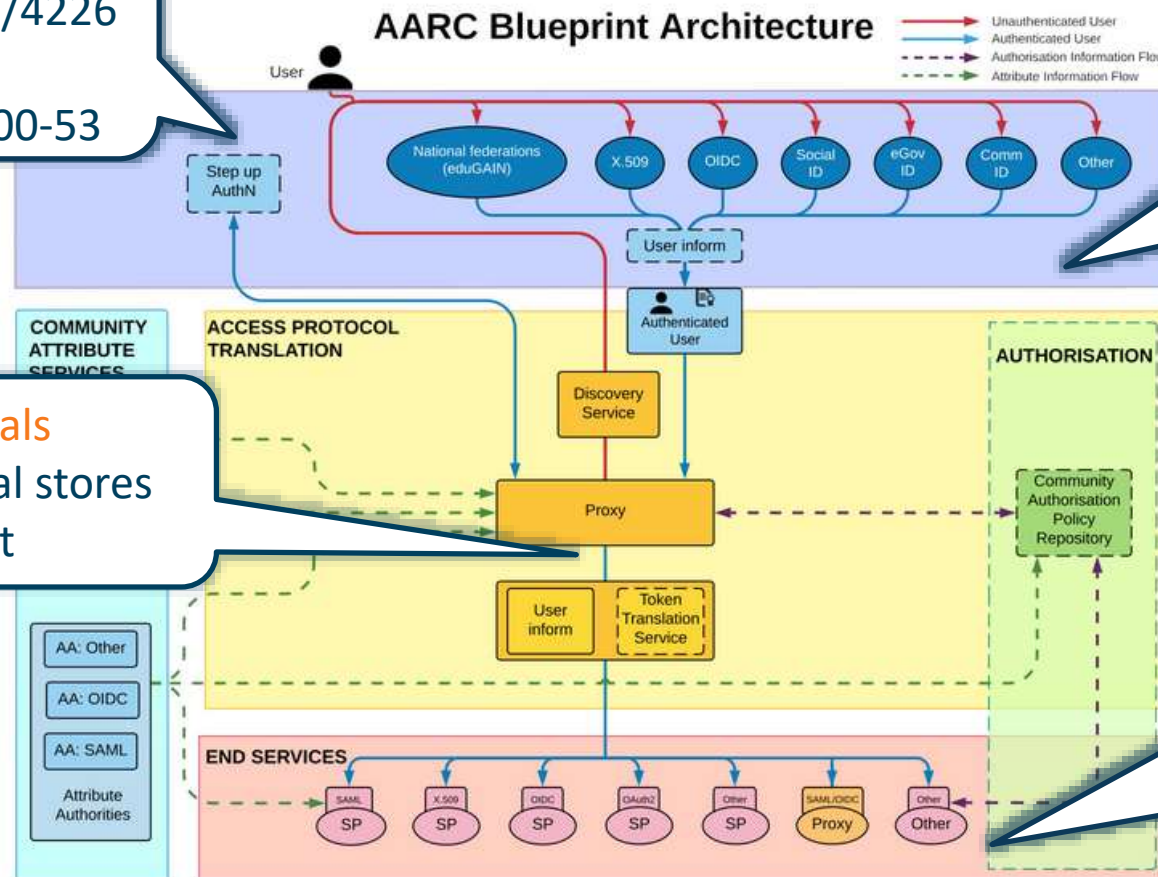 /4226
00-53
AARC Blueprint Architecture
Unauthenticated User
Authenticated User
Authorisation Information Flow
Attribute Information Flow
User
Step up
AuthN
National federations
(eduGAIN)
X.509
OIDC
Social
ID
eGov
ID
Comm
ID
Other
User inform
Authenticated
User
COMMUNITY
ATTRIBUTE
SERVICES
ACCESS PROTOCOL
TRANSLATION
AUTHORISATION
Discovery
Service
als
al stores
t
Proxy
Community
Authorisation
Policy
Repository
User
inform
Token
Translation
Service
AA: Other
AA: OIDC
AA: SAML
Attribute
Authorities
END SERVICES
SAML
SP
X.509
SP
OIDC
SP
OAuth2
SP
Other
SP
SAML/OIDC
Proxy
Other
Other